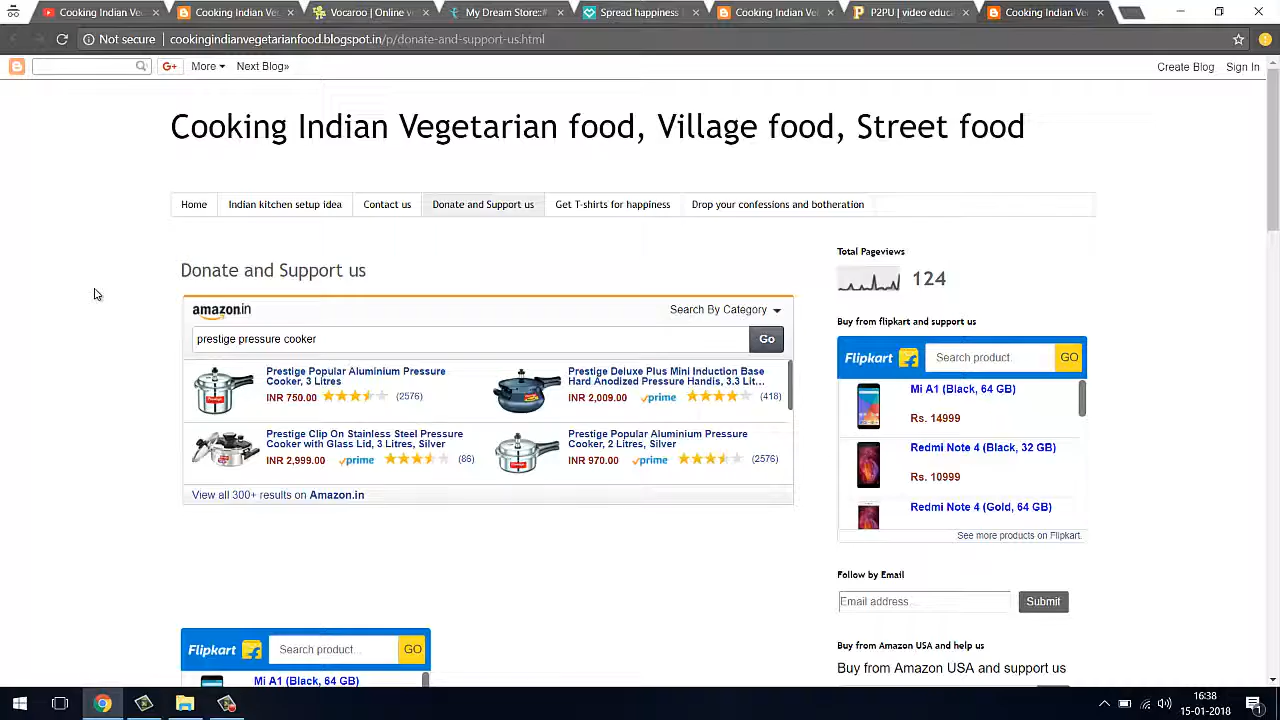 Cooking Indian Ve
Cooking Indian Ve
Vocaroo | Online v
My Dream Store::#
Spread happiness
Cooking Indian Ve
P2PU | video educ
Cooking Indian Ve
Not secure
cookingindianvegetarianfood.blogspot.in/p/donate-and-support-us.html
G+
More
Next Blog»
Create Blog
Sign In
Cooking Indian Vegetarian food, Village food, Street food
Home
Indian kitchen setup idea
Contact us
Donate and Support us
Get T-shirts for happiness
Drop your confessions and botheration
Donate and Support us
amazon.in
Search By Category
prestige pressure cooker
Go
Prestige Popular Aluminium Pressure
Cooker, 3 Litres
INR 750.00
(2576)
Prestige Deluxe Plus Mini Induction Base
Hard Anodized Pressure Handis, 3.3 Lit...
INR 2,009.00
prime
(418)
Prestige Clip On Stainless Steel Pressure
Cooker with Glass Lid, 3 Litres, Silver
INR 2,999.00
prime
(86)
Prestige Popular Aluminium Pressure
Cooker, 2 Litres, Silver
INR 970.00
prime
(2576)
View all 300+ results on Amazon.in
Flipkart
Search product...
GO
Mi A1 (Black, 64 GB)
Total Pageviews
124
Buy from flipkart and support us
Flipkart
Search product.
GO
Mi A1 (Black, 64 GB)
Rs. 14999
Redmi Note 4 (Black, 32 GB)
Rs. 10999
Redmi Note 4 (Gold, 64 GB)
See more products on Flipkart.
Follow by Email
Email address...
Submit
Buy from Amazon USA and help us
Buy from Amazon USA and support us
16:38
15-01-2018
1